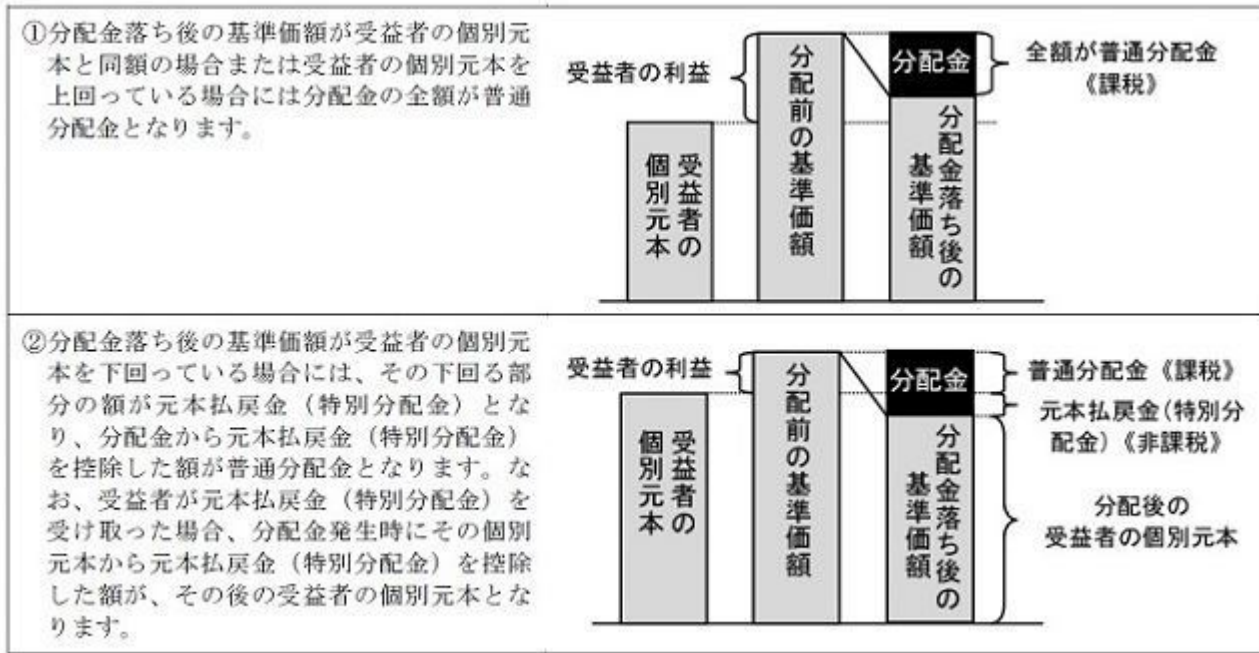 ①分配金落ち後の基準価額が受益者の個別元
本と同額の場合または受益者の個別元本を
上回っている場合には分配金の全額が普通
分配金となります。
受益者の利益
受益者の
個別元本
分配前の基準価額
分配金
分配金落ち後の
基準価額
全額が普通分配金
《課税》
②分配金落ち後の基準価額が受益者の個別元
本を下回っている場合には、その下回る部
分の額が元本払戻金（特別分配金）とな
り、分配金から元本払戻金（特別分配金）
を控除した額が普通分配金となります。な
お、受益者が元本払戻金（特別分配金）を
受け取った場合、分配金発生時にその個別
元本から元本払戻金（特別分配金）を控除
した額が、その後の受益者の個別元本とな
ります。
受益者の利益
受益者の
個別元本
分配前の基準価額
分配金
分配金落ち後の
基準価額
普通分配金《課税》
元本払戻金(特別分
配金)《非課税》
分配後の
受益者の個別元本